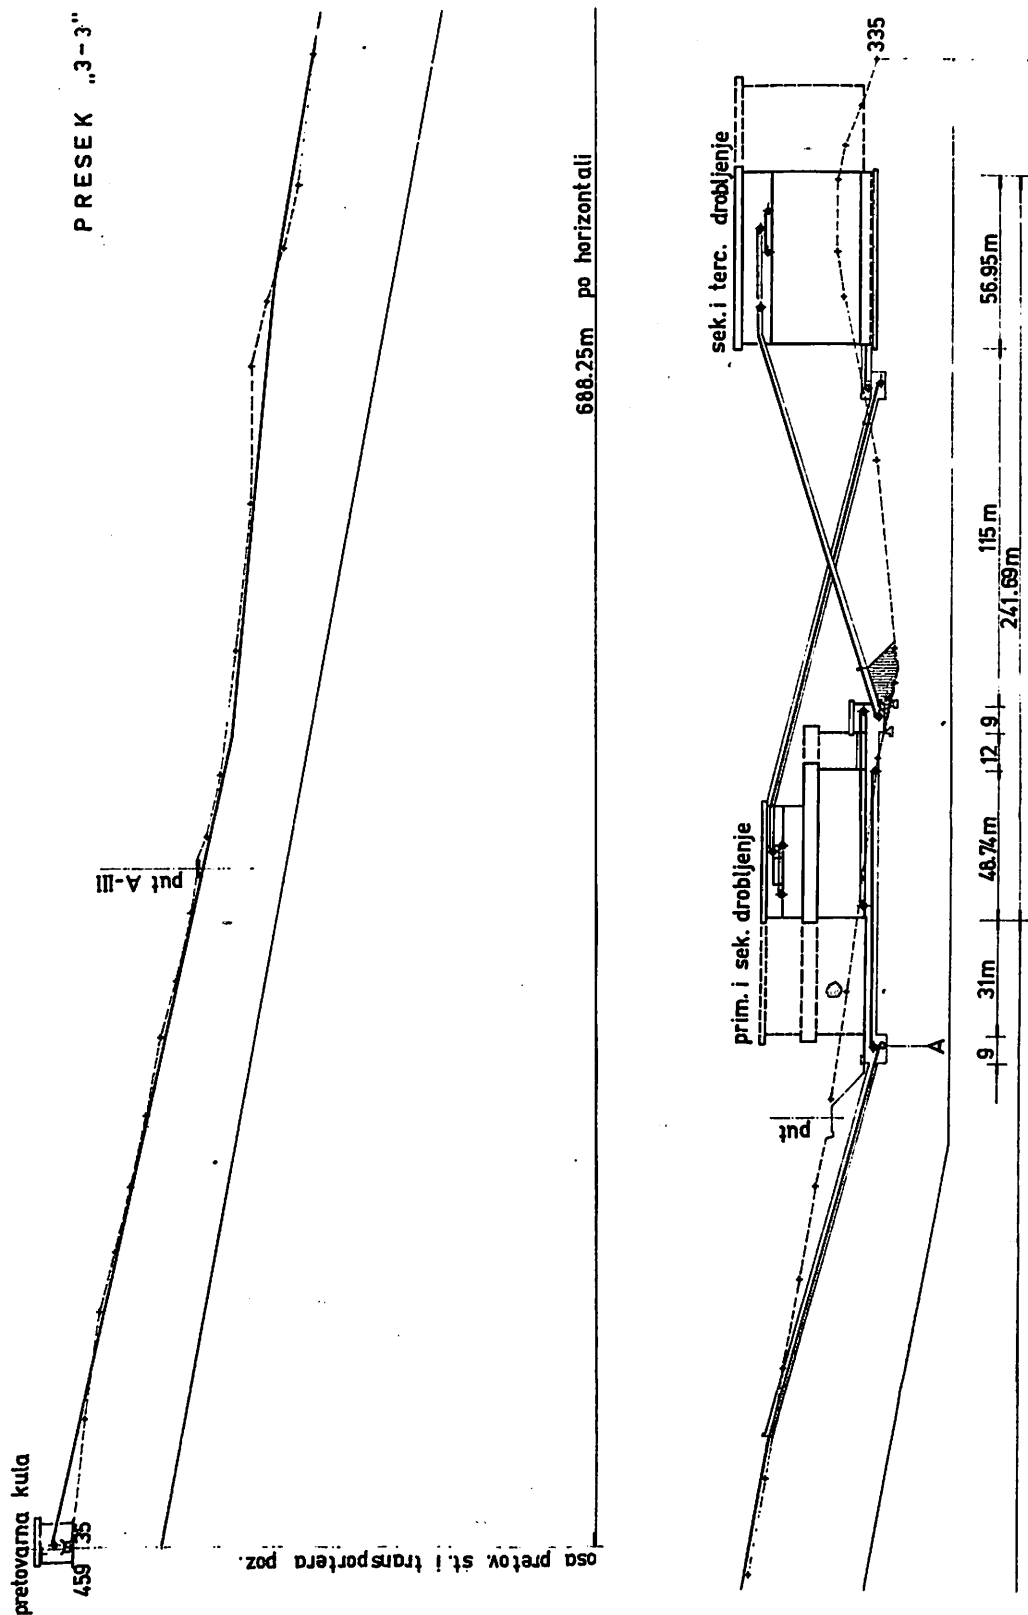 PRESEK „3-3"
pretovarna kula
459
35
put A-III
688.25m po horizontali
osa pretov. st. i transportera poz.
sek. i terc. drobljenje
335
prim. i sek. drobljenje
put
A
9
31m
48.74m
12
9
115m
56.95m
241.69m